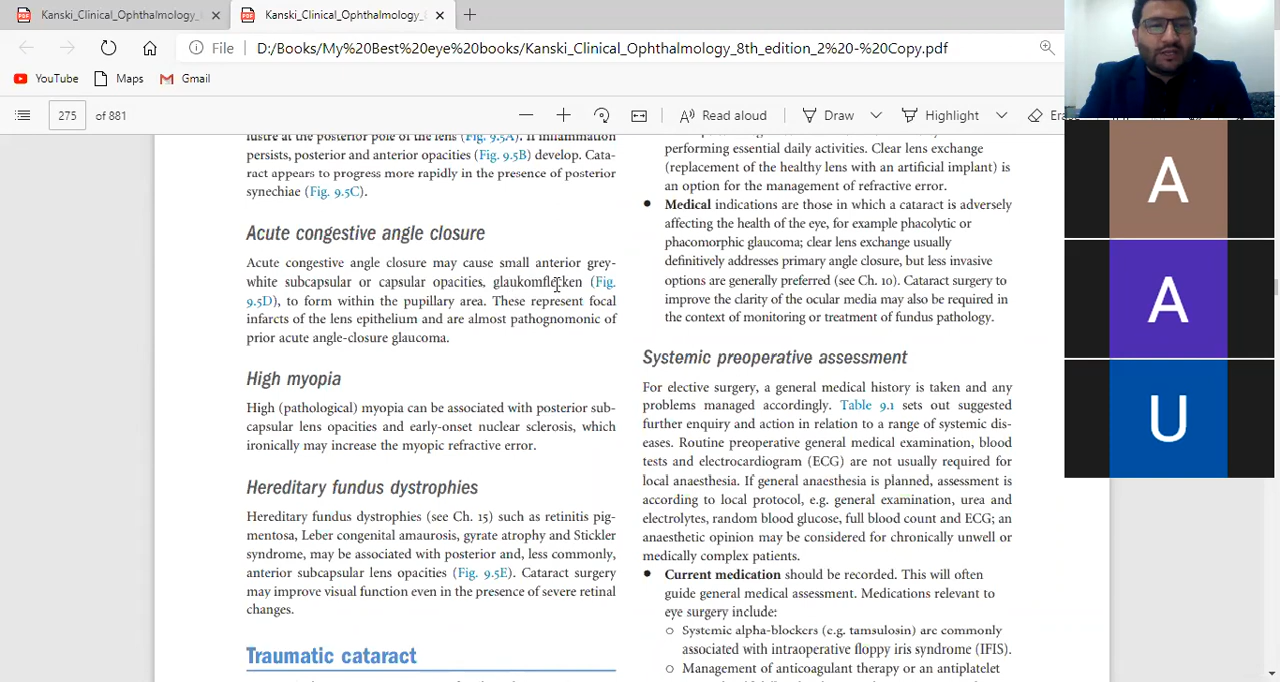 Kanski_Clinical_Ophthalmology_
Kanski_Clinical_Ophthalmology_
File
D:/Books/My%20Best%20eye%20books/Kanski_Clinical_Ophthalmology_8th_edition_2%20-%20Copy.pdf
YouTube
Maps
Gmail
275
of 881
Read aloud
Draw
Highlight
lustre at the posterior pole of the lens (Fig. 9.5A). If inflammation
persists, posterior and anterior opacities (Fig. 9.5B) develop. Cata-
ract appears to progress more rapidly in the presence of posterior
synechiae (Fig. 9.5C).
Acute congestive angle closure
Acute congestive angle closure may cause small anterior grey-
white subcapsular or capsular opacities, glaukomflecken (Fig.
9.5D), to form within the pupillary area. These represent focal
infarcts of the lens epithelium and are almost pathognomonic of
prior acute angle-closure glaucoma.
High myopia
High (pathological) myopia can be associated with posterior sub-
capsular lens opacities and early-onset nuclear sclerosis, which
ironically may increase the myopic refractive error.
Hereditary fundus dystrophies
Hereditary fundus dystrophies (see Ch. 15) such as retinitis pig-
mentosa, Leber congenital amaurosis, gyrate atrophy and Stickler
syndrome, may be associated with posterior and, less commonly,
anterior subcapsular lens opacities (Fig. 9.5E). Cataract surgery
may improve visual function even in the presence of severe retinal
changes.
Traumatic cataract
performing essential daily activities. Clear lens exchange
(replacement of the healthy lens with an artificial implant) is
an option for the management of refractive error.
● Medical indications are those in which a cataract is adversely
affecting the health of the eye, for example phacolytic or
phacomorphic glaucoma; clear lens exchange usually
definitively addresses primary angle closure, but less invasive
options are generally preferred (see Ch. 10). Cataract surgery to
improve the clarity of the ocular media may also be required in
the context of monitoring or treatment of fundus pathology.
Systemic preoperative assessment
For elective surgery, a general medical history is taken and any
problems managed accordingly. Table 9.1 sets out suggested
further enquiry and action in relation to a range of systemic dis-
eases. Routine preoperative general medical examination, blood
tests and electrocardiogram (ECG) are not usually required for
local anaesthesia. If general anaesthesia is planned, assessment is
according to local protocol, e.g. general examination, urea and
electrolytes, random blood glucose, full blood count and ECG; an
anaesthetic opinion may be considered for chronically unwell or
medically complex patients.
● Current medication should be recorded. This will often
guide general medical assessment. Medications relevant to
eye surgery include:
○ Systemic alpha-blockers (e.g. tamsulosin) are commonly
associated with intraoperative floppy iris syndrome (IFIS).
○ Management of anticoagulant therapy or an antiplatelet
A
A
U